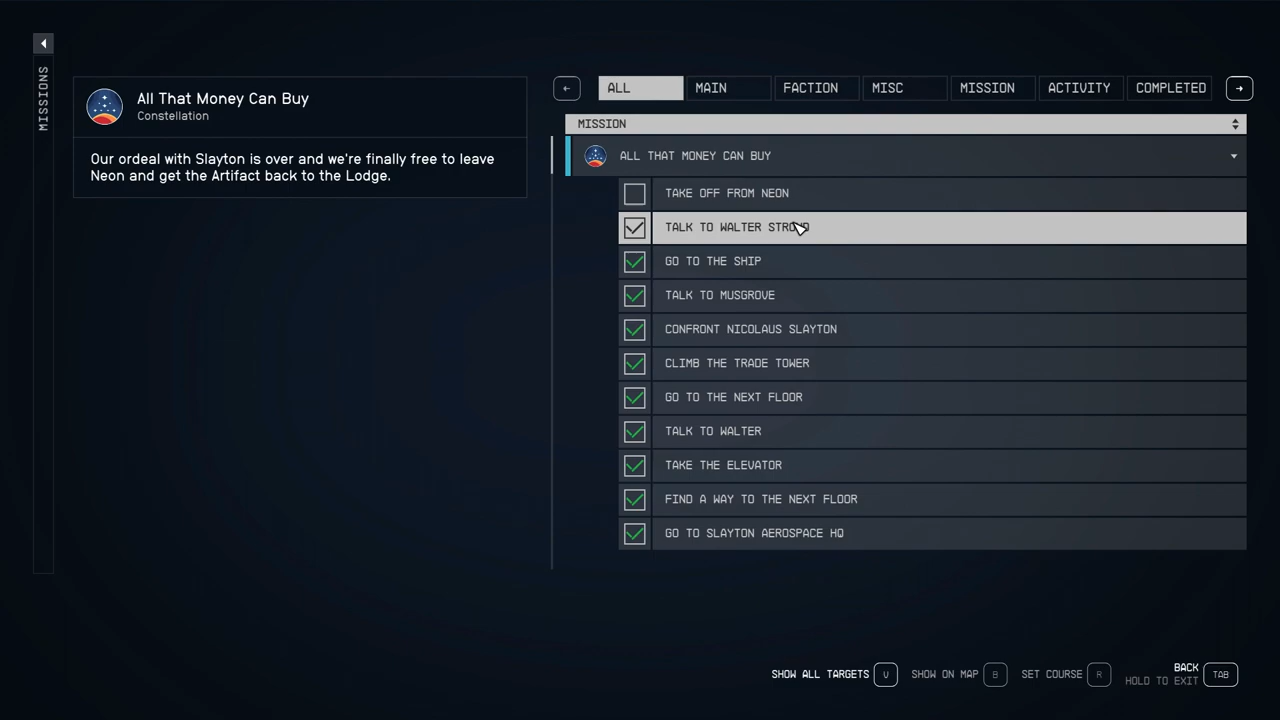 MISSIONS
All That Money Can Buy
Constellation
Our ordeal with Slayton is over and we're finally free to leave
Neon and get the Artifact back to the Lodge.
ALL
MAIN
FACTION
MISC
MISSION
ACTIVITY
COMPLETED
MISSION
ALL THAT MONEY CAN BUY
TAKE OFF FROM NEON
TALK TO WALTER STROUD
GO TO THE SHIP
TALK TO MUSGROVE
CONFRONT NICOLAUS SLAYTON
CLIMB THE TRADE TOWER
GO TO THE NEXT FLOOR
TALK TO WALTER
TAKE THE ELEVATOR
FIND A WAY TO THE NEXT FLOOR
GO TO SLAYTON AEROSPACE HQ
SHOW ALL TARGETS V
SHOW ON MAP B
SET COURSE R
BACK TAB
HOLD TO EXIT